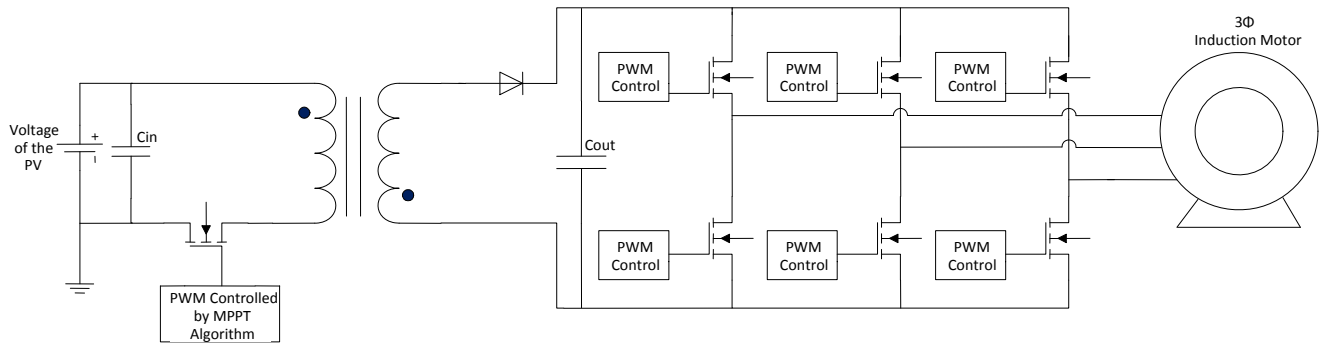 Voltage
of the
PV
+
-
Cin
PWM Controlled
by MPPT
Algorithm
Cout
PWM
Control
PWM
Control
PWM
Control
PWM
Control
PWM
Control
PWM
Control
3Φ
Induction Motor